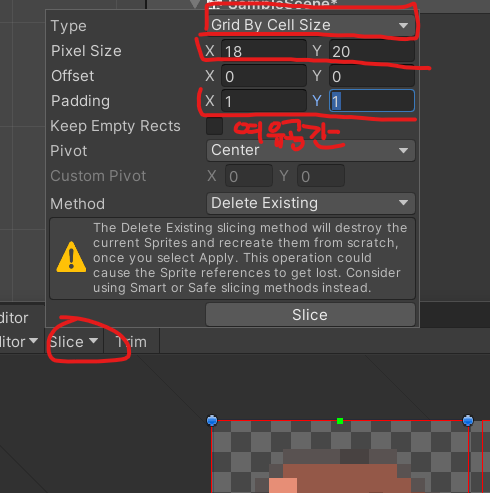 SampleScene*
Type Grid By Cell Size
Pixel Size X 18 Y 20
Offset X 0 Y 0
Padding X 1 Y 1
Keep Empty Rects 여유공간
Pivot Center
Custom Pivot X 0 Y 0
Method Delete Existing
The Delete Existing slicing method will destroy the
current Sprites and recreate them from scratch,
once you select Apply. This operation could
cause the Sprite references to get lost. Consider
using Smart or Safe slicing methods instead.
Slice
ditor
ditor Slice Trim